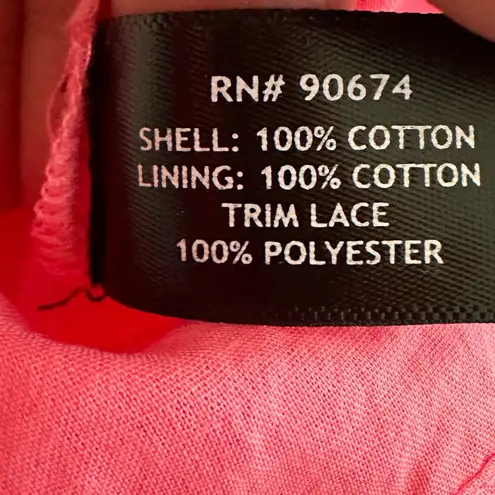 RN# 90674
SHELL: 100% COTTON
LINING: 100% COTTON
TRIM LACE
100% POLYESTER